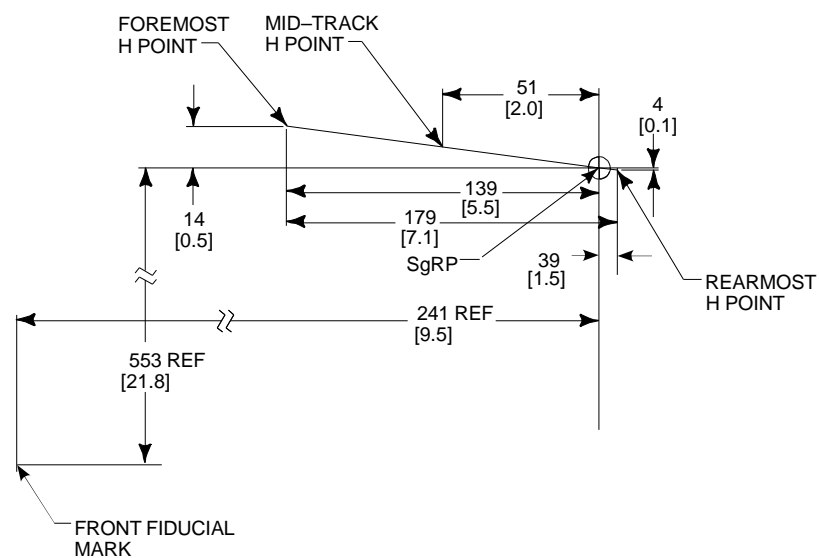 FOREMOST
H POINT
MID–TRACK
H POINT
51
[2.0]
4
[0.1]
14
[0.5]
139
[5.5]
179
[7.1]
SgRP
39
[1.5]
REARMOST
H POINT
241 REF
[9.5]
553 REF
[21.8]
FRONT FIDUCIAL
MARK